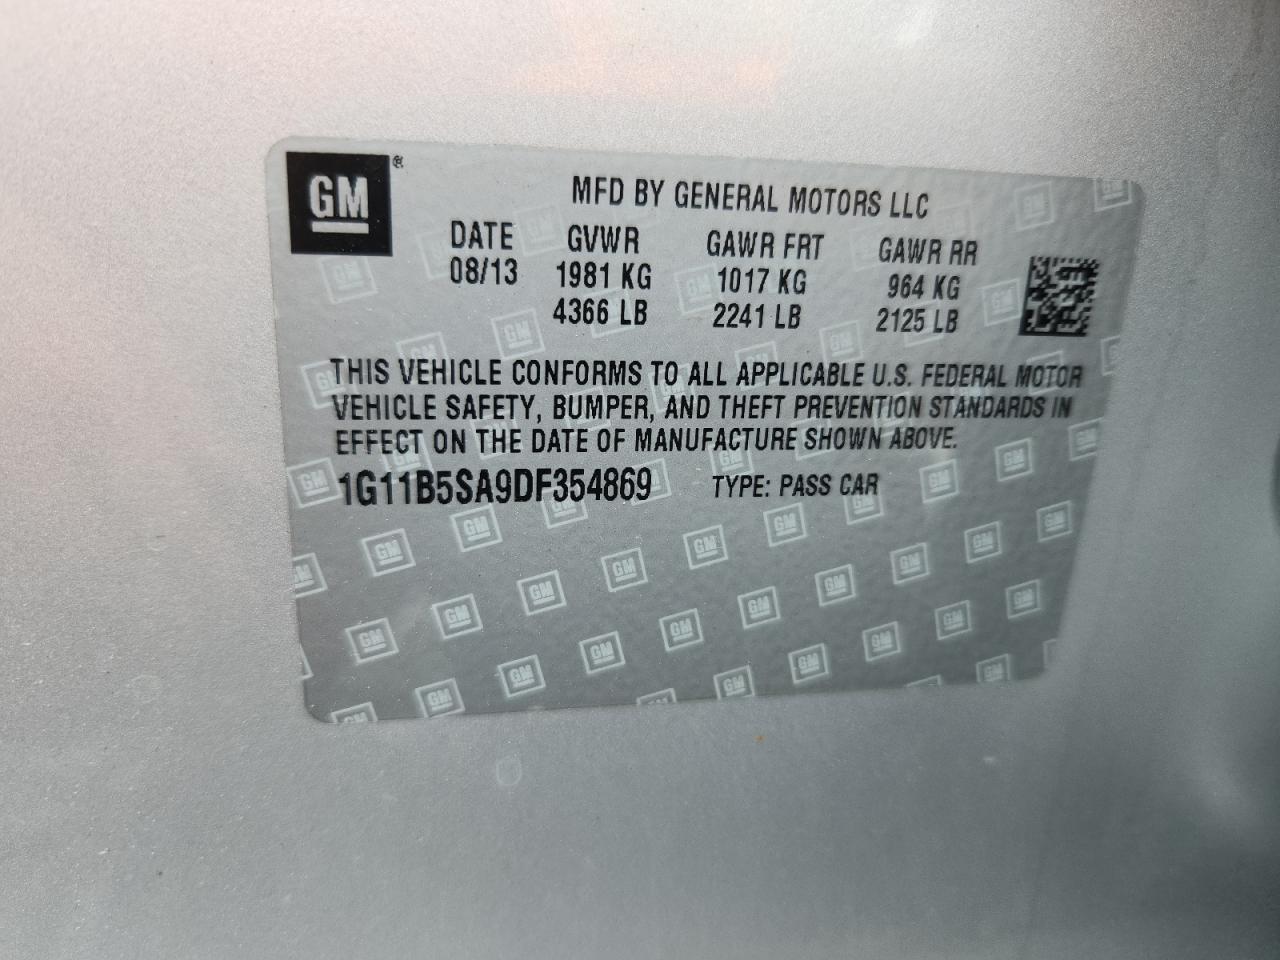 GM ®
MFD BY GENERAL MOTORS LLC
DATE GVWR GAWR FRT GAWR RR
08/13 1981 KG 1017 KG 964 KG
4366 LB 2241 LB 2125 LB
THIS VEHICLE CONFORMS TO ALL APPLICABLE U.S. FEDERAL MOTOR
VEHICLE SAFETY, BUMPER, AND THEFT PREVENTION STANDARDS IN
EFFECT ON THE DATE OF MANUFACTURE SHOWN ABOVE.
1G11B5SA9DF354869 TYPE: PASS CAR